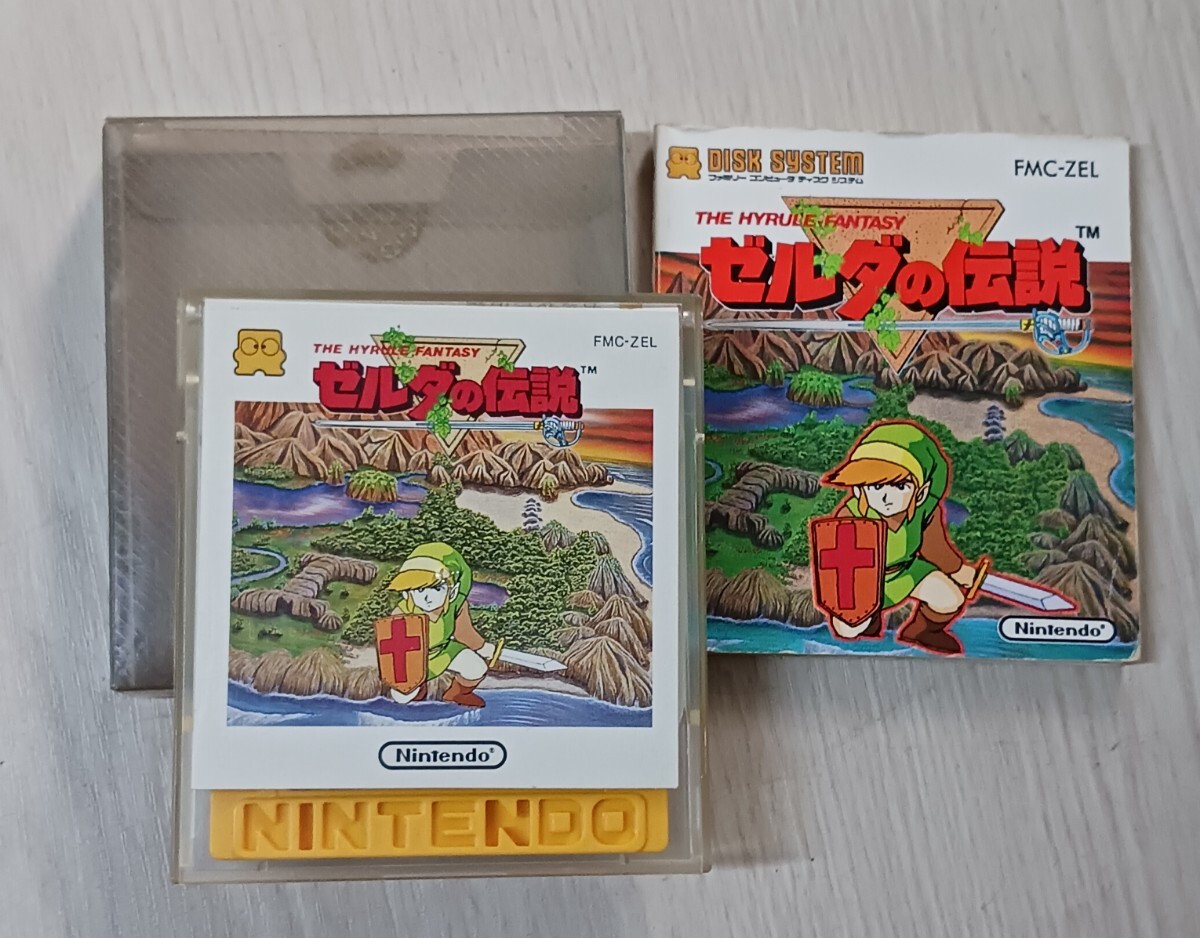 DISK SYSTEM
ファミリー コンピュータ ディスク システム
FMC-ZEL
THE HYRULE FANTASY
ゼルダの伝説
TM
Nintendo®
FMC-ZEL
THE HYRULE FANTASY
ゼルダの伝説
TM
Nintendo®
NINTENDO